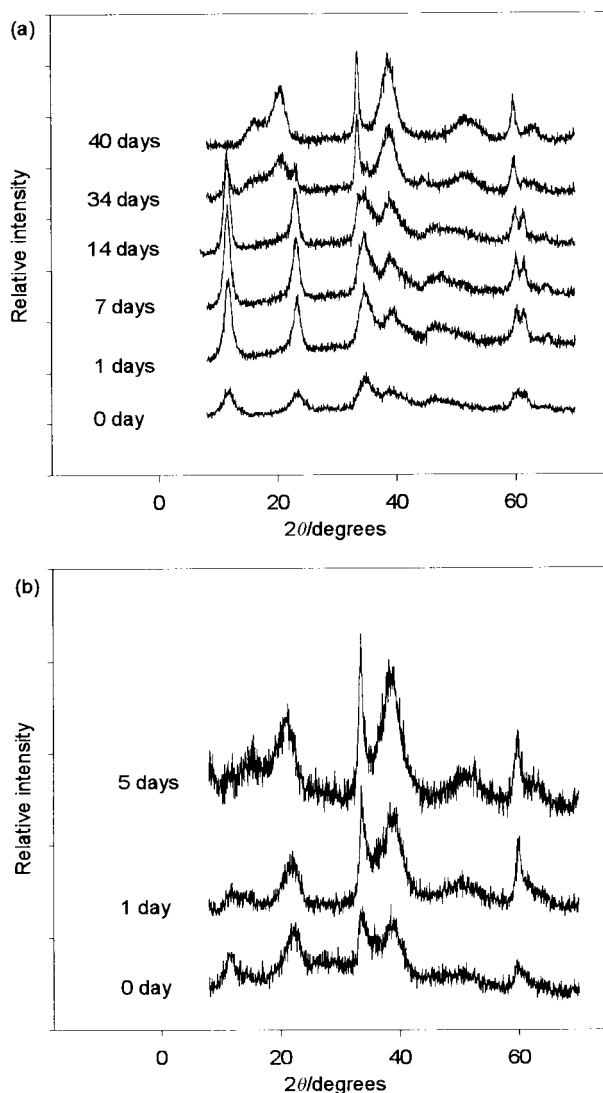 (a)
Relative intensity
40 days
34 days
14 days
7 days
1 days
0 day
0 20 40 60
2θ/degrees
(b)
Relative intensity
5 days
1 day
0 day
0 20 40 60
2θ/degrees